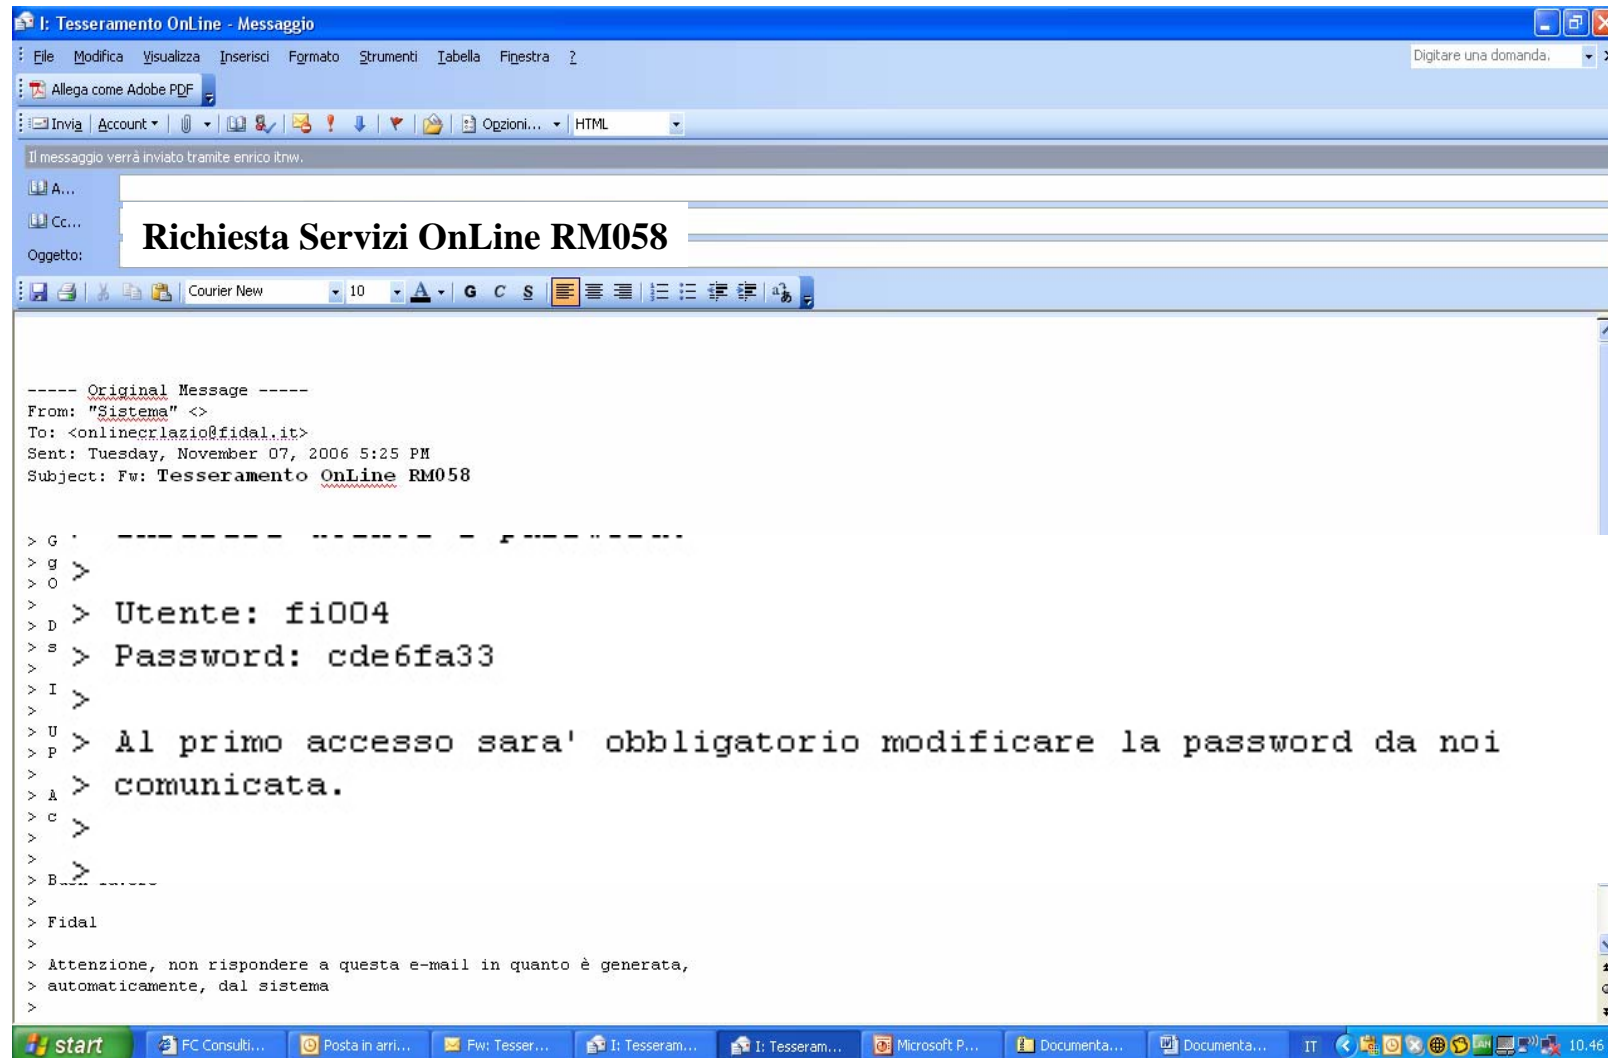 I: Tesseramento OnLine - Messaggio
File Modifica Visualizza Inserisci Formato Strumenti Tabella Finestra ?
Digitare una domanda.
Allega come Adobe PDF
Invia Account Opzioni... HTML
Il messaggio verrà inviato tramite enrico itnw.
A...
Cc...
Richiesta Servizi OnLine RM058
Oggetto:
Courier New 10 A G C S
----- Original Message -----
From: "Sistema" <>
To: <onlinecrlazio@fidal.it>
Sent: Tuesday, November 07, 2006 5:25 PM
Subject: Fw: Tesseramento OnLine RM058
> G
> g
> O
>
> D
> s
>
> I
>
> U
> P
>
> A
> c
>
>
>
> Utente: fi004
> Password: cde6fa33
>
> Al primo accesso sara' obbligatorio modificare la password da noi
> comunicata.
>
>
>
> Fidal
>
> Attenzione, non rispondere a questa e-mail in quanto è generata,
> automaticamente, dal sistema
>
start FC Consulti... Posta in arri... Fw: Tesser... I: Tesseram... I: Tesseram... Microsoft P... Documenta... Documenta... IT 10.46